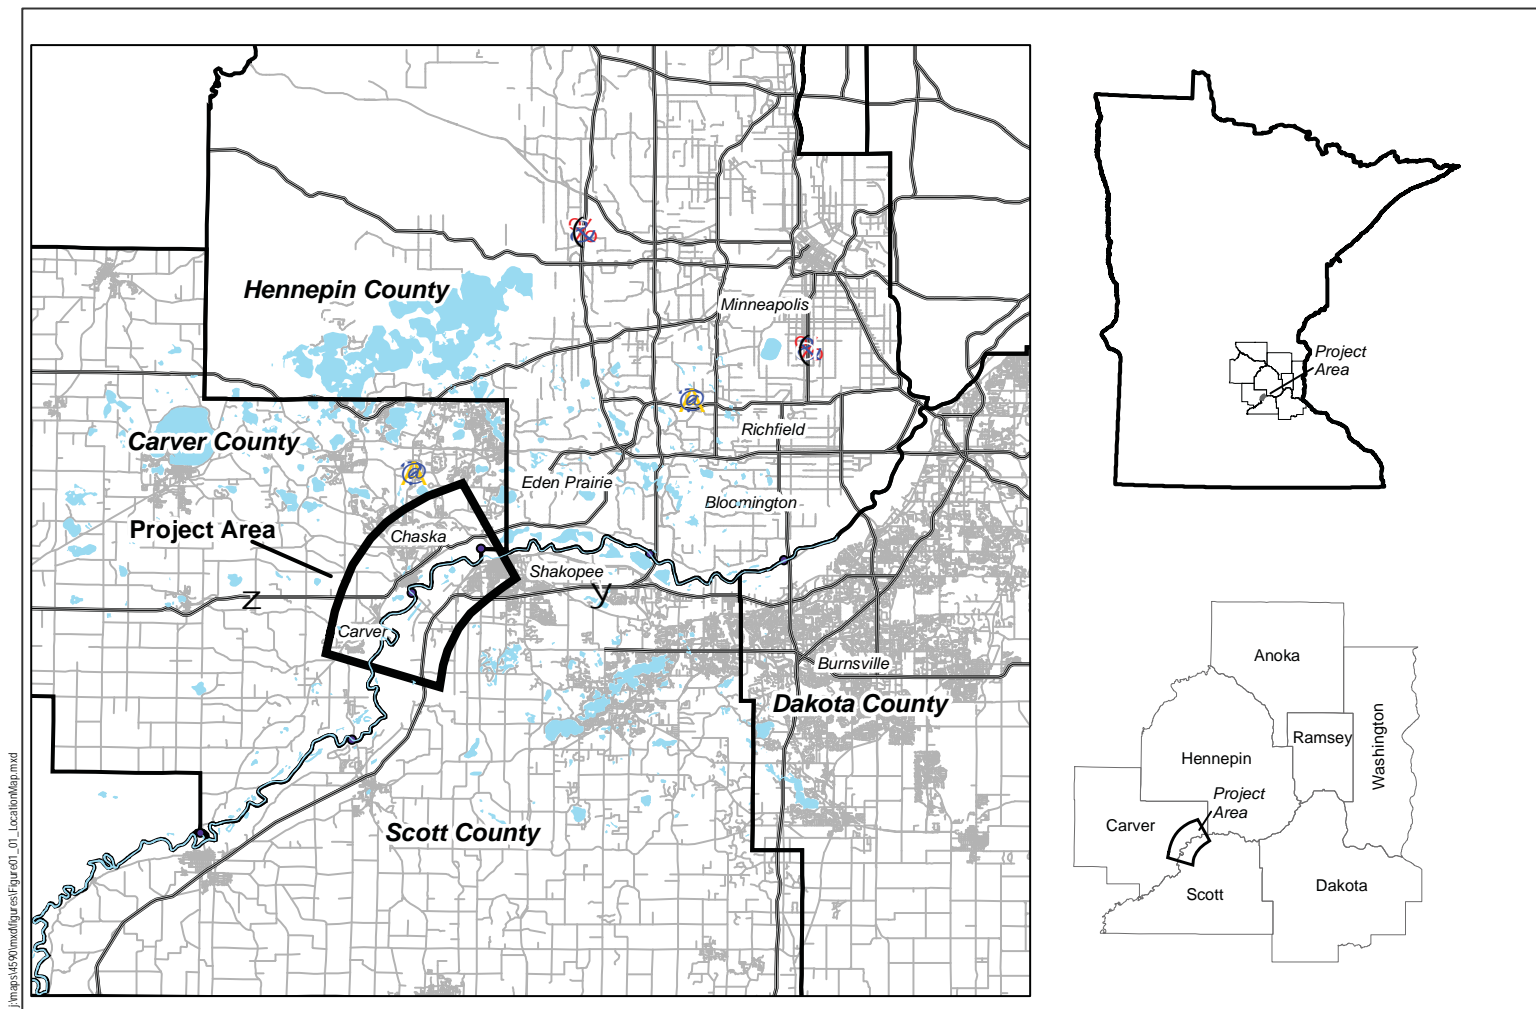 Hennepin County
Minneapolis
Carver County
Richfield
Eden Prairie
Bloomington
Project Area
Chaska
Shakopee
z
y
Carver
Burnsville
Dakota County
Scott County
@
@
j:\maps\4590\mxd\figures\Figure01_01_LocationMap.mxd
Project
Area
Anoka
Washington
Ramsey
Hennepin
Project
Area
Carver
Dakota
Scott